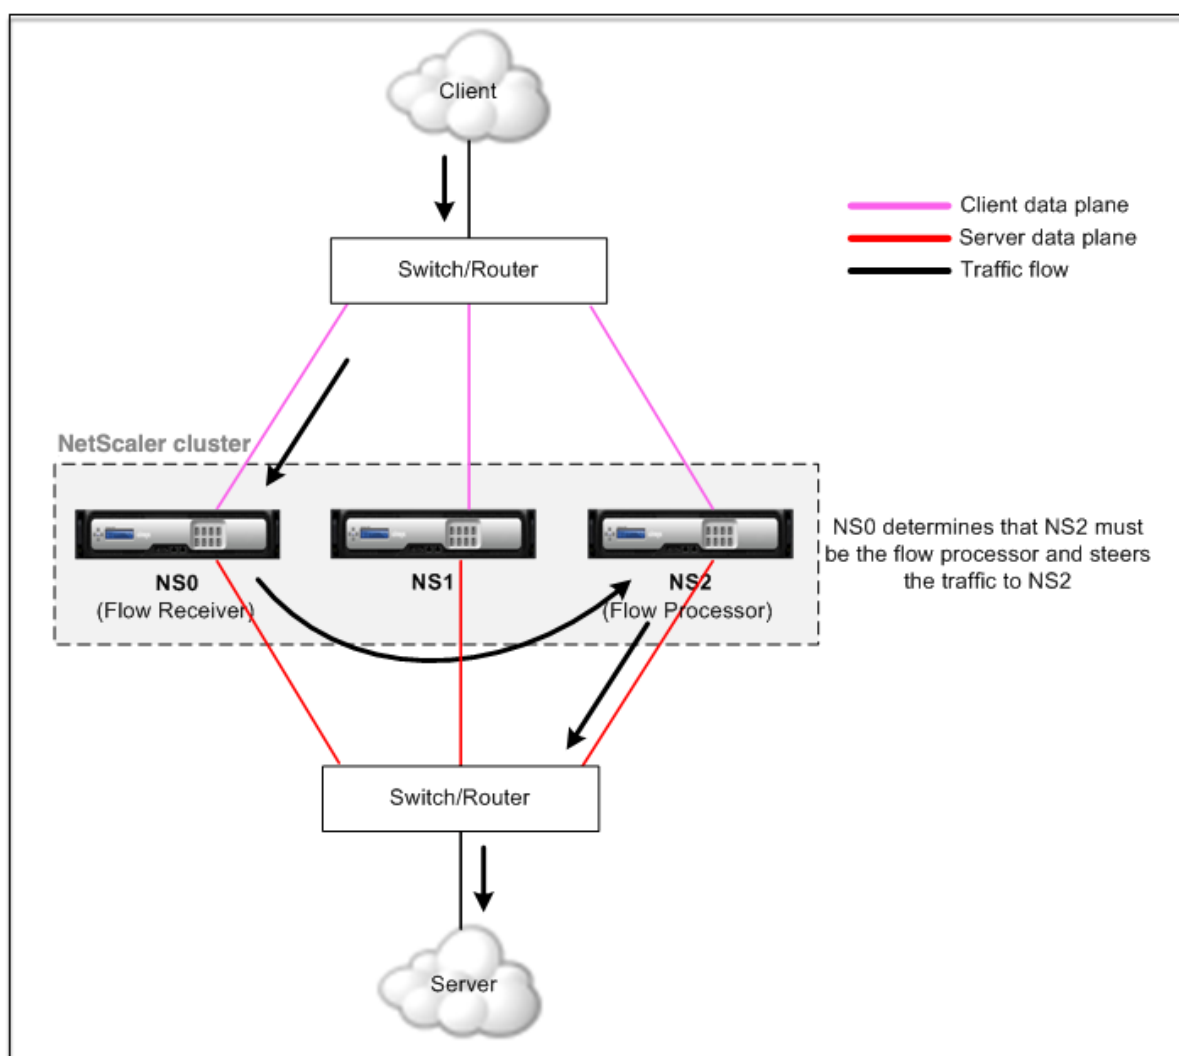 Client
Client data plane
Server data plane
Traffic flow
Switch/Router
NetScaler cluster
NS0
(Flow Receiver)
NS1
NS2
(Flow Processor)
NS0 determines that NS2 must
be the flow processor and steers
the traffic to NS2
Switch/Router
Server